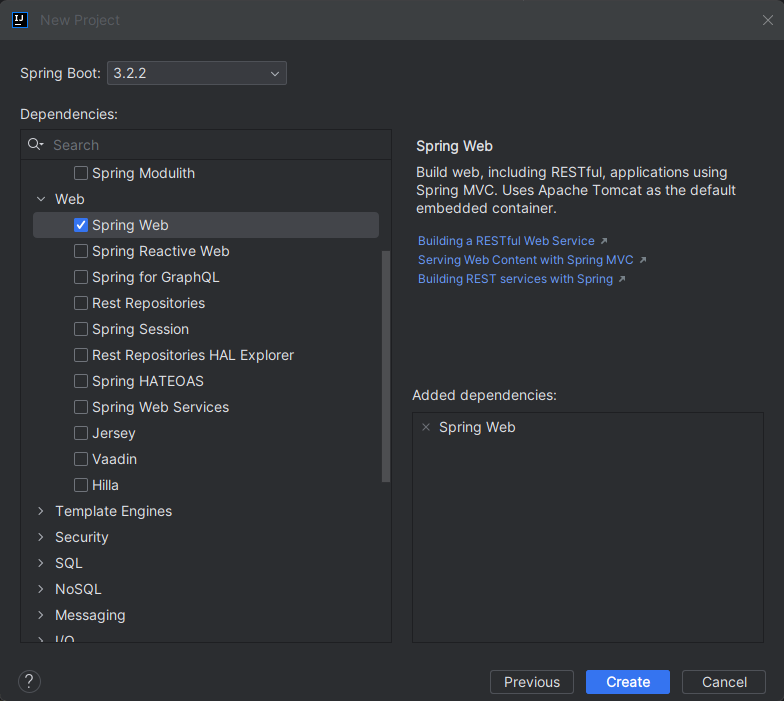 New Project
Spring Boot: 3.2.2
Dependencies:
Search
Spring Modulith
Web
Spring Web
Spring Reactive Web
Spring for GraphQL
Rest Repositories
Spring Session
Rest Repositories HAL Explorer
Spring HATEOAS
Spring Web Services
Jersey
Vaadin
Hilla
Template Engines
Security
SQL
NoSQL
Messaging
I/O
Spring Web
Build web, including RESTful, applications using
Spring MVC. Uses Apache Tomcat as the default
embedded container.
Building a RESTful Web Service
Serving Web Content with Spring MVC
Building REST services with Spring
Added dependencies:
Spring Web
?
Previous
Create
Cancel